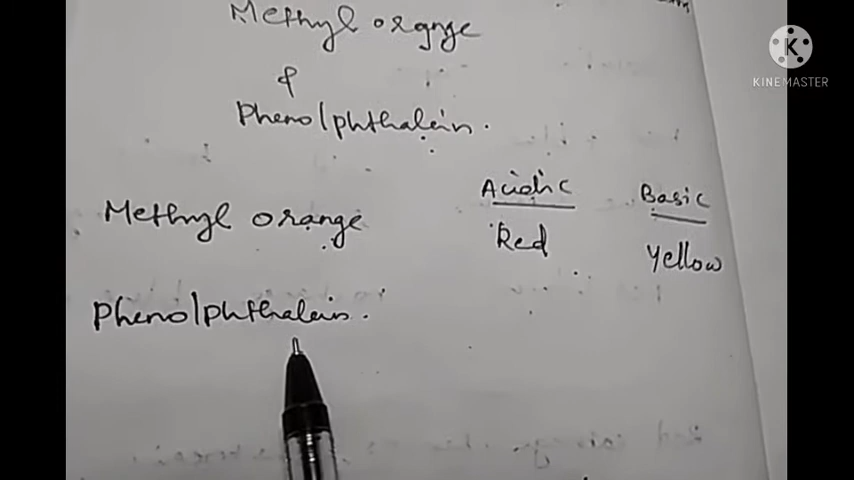 Methyl orange
&
Phenolphthalein.
Acidic Basic
Methyl orange Red Yellow
Phenolphthalein.
K
KINEMASTER